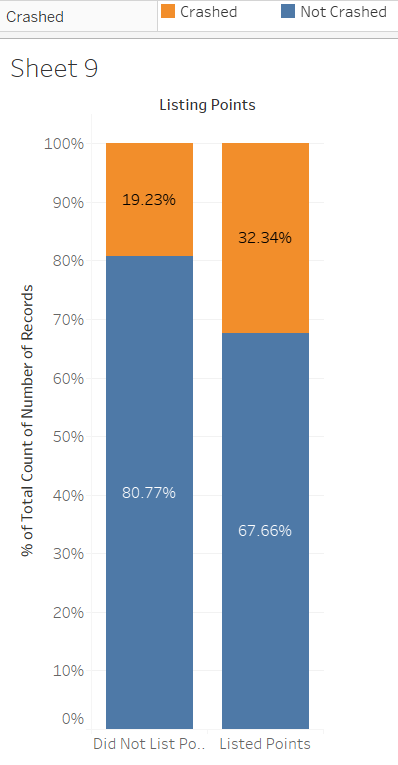 Crashed
Crashed
Not Crashed
Sheet 9
Listing Points
% of Total Count of Number of Records
100%
90%
80%
70%
60%
50%
40%
30%
20%
10%
0%
19.23%
32.34%
80.77%
67.66%
Did Not List Po..
Listed Points